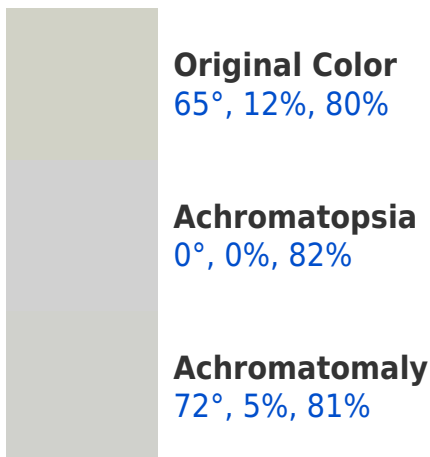 Original Color
65°, 12%, 80%
Achromatopsia
0°, 0%, 82%
Achromatomaly
72°, 5%, 81%